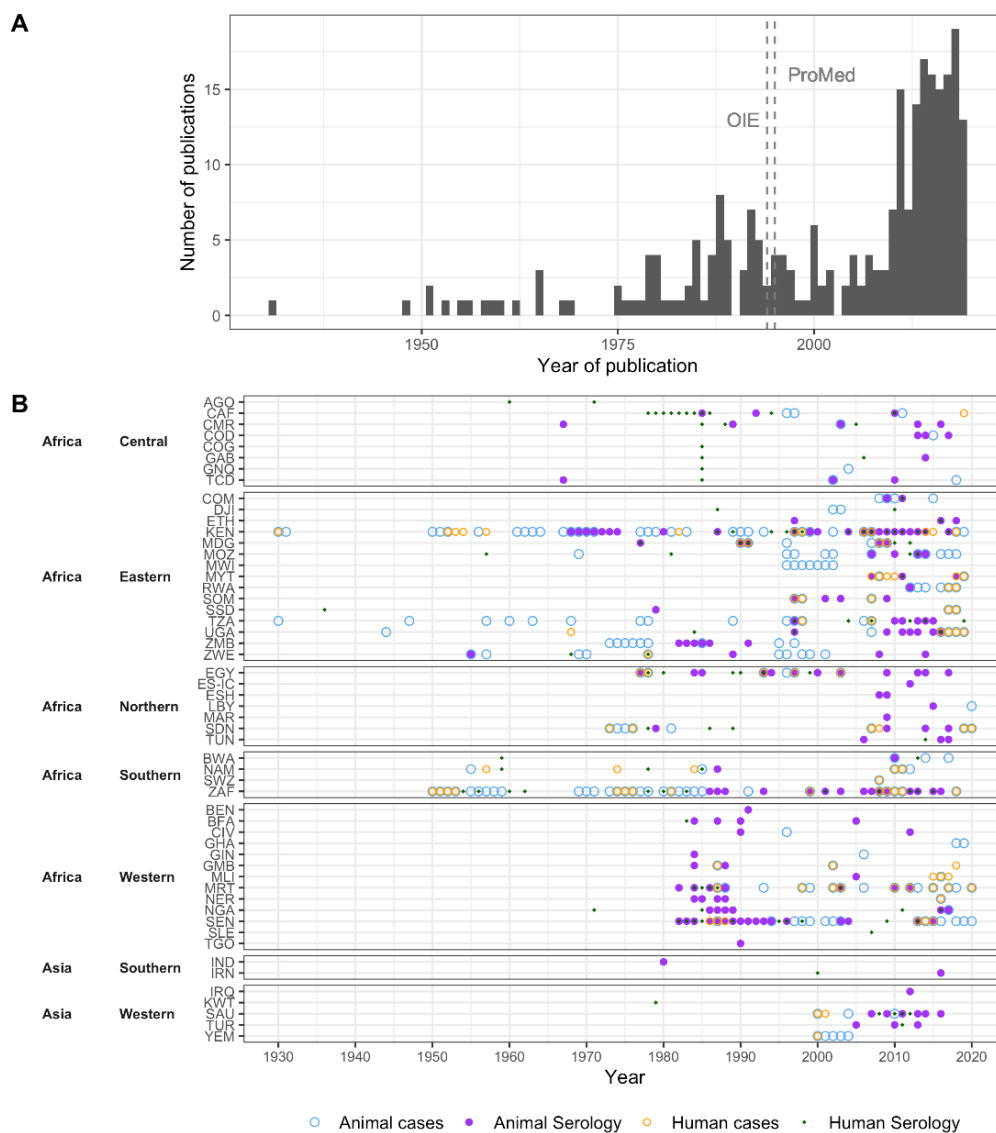 A
Number of publications
15
10
5
0
OIE
ProMed
1950
1975
2000
Year of publication
B
Africa Central
AGO
CAF
CMR
COD
COG
GAB
GNQ
TCD
Africa Eastern
COM
DJI
ETH
KEN
MDG
MOZ
MWI
MYT
RWA
SOM
SSD
TZA
UGA
ZMB
ZWE
Africa Northern
EGY
ES-IC
ESH
LBY
MAR
SDN
TUN
Africa Southern
BWA
NAM
SWZ
ZAF
Africa Western
BEN
BFA
CIV
GHA
GIN
GMB
MLI
MRT
NER
NGA
SEN
SLE
TGO
Asia Southern
IND
IRN
Asia Western
IRQ
KWT
SAU
TUR
YEM
1930 1940 1950 1960 1970 1980 1990 2000 2010 2020
Year
Animal cases Animal Serology Human cases Human Serology